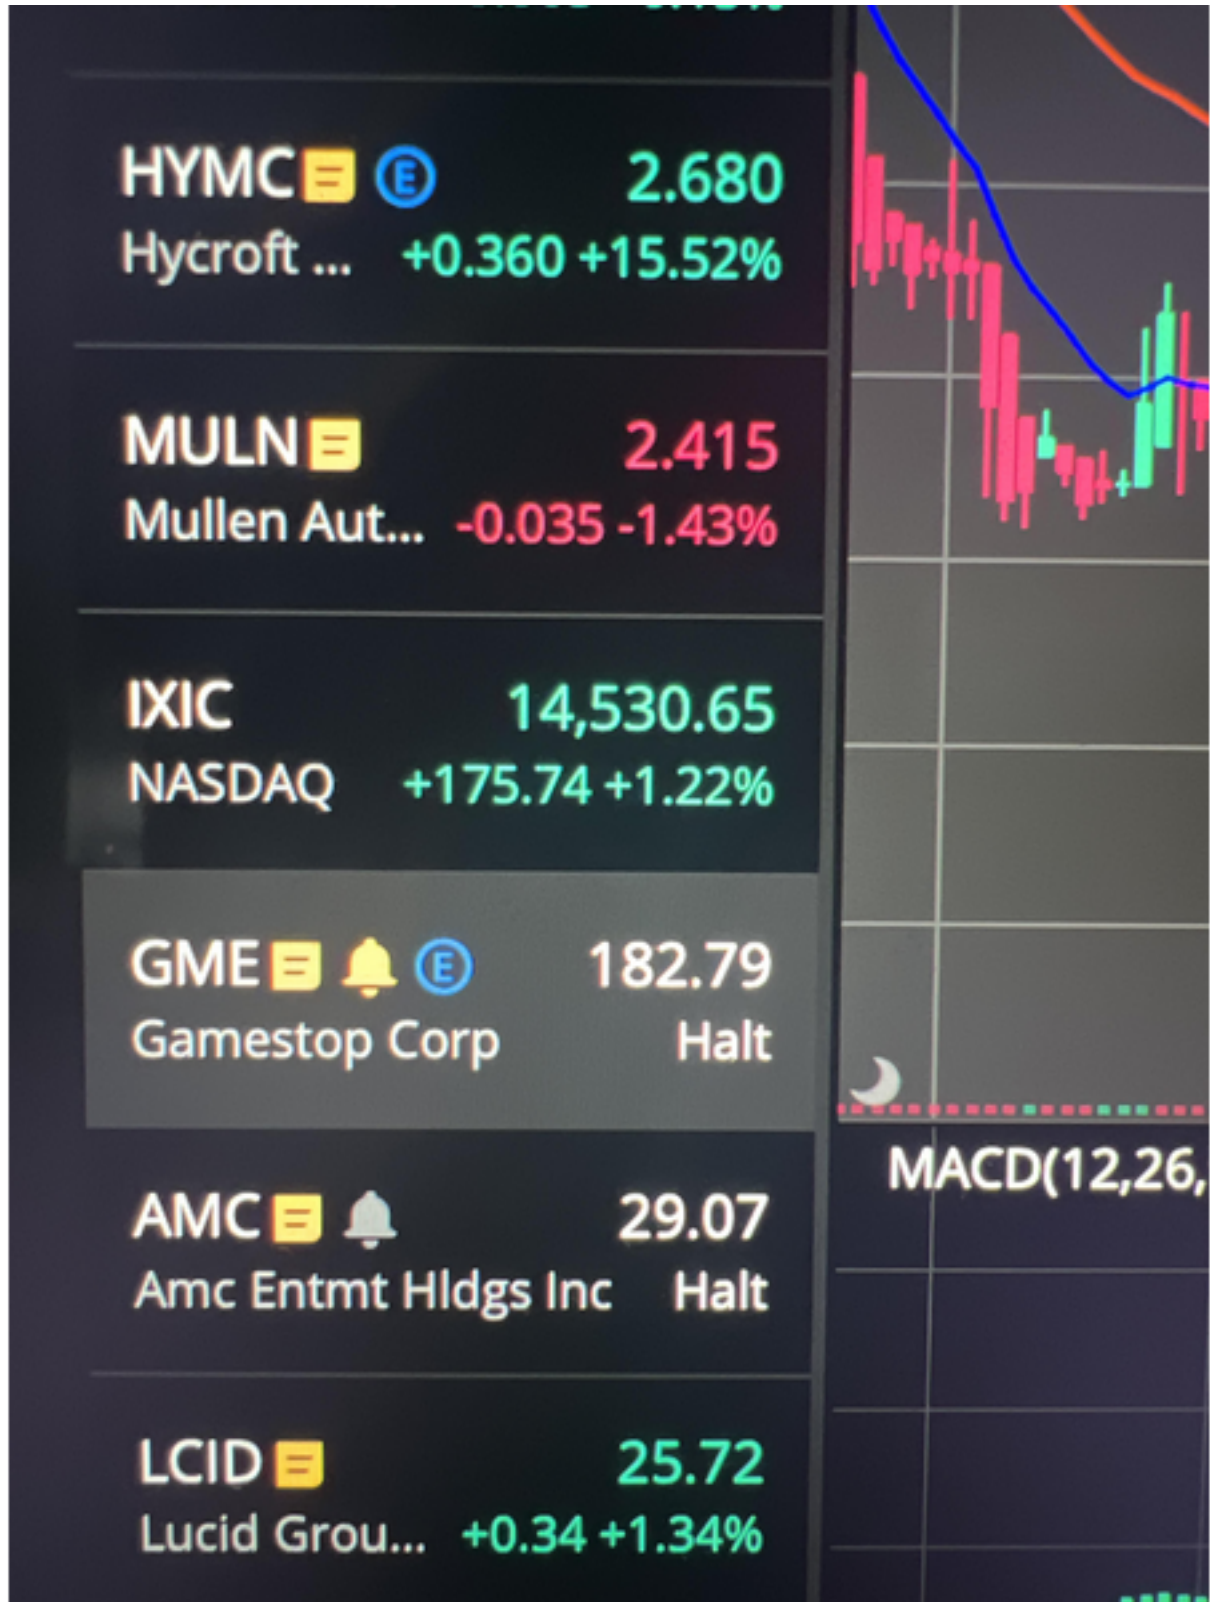 HYMC E 2.680
Hycroft ... +0.360 +15.52%
MULN 2.415
Mullen Aut... -0.035 -1.43%
IXIC 14,530.65
NASDAQ +175.74 +1.22%
GME E 182.79
Gamestop Corp Halt
MACD(12,26,
AMC 29.07
Amc Entmt Hldgs Inc Halt
LCID 25.72
Lucid Grou... +0.34 +1.34%